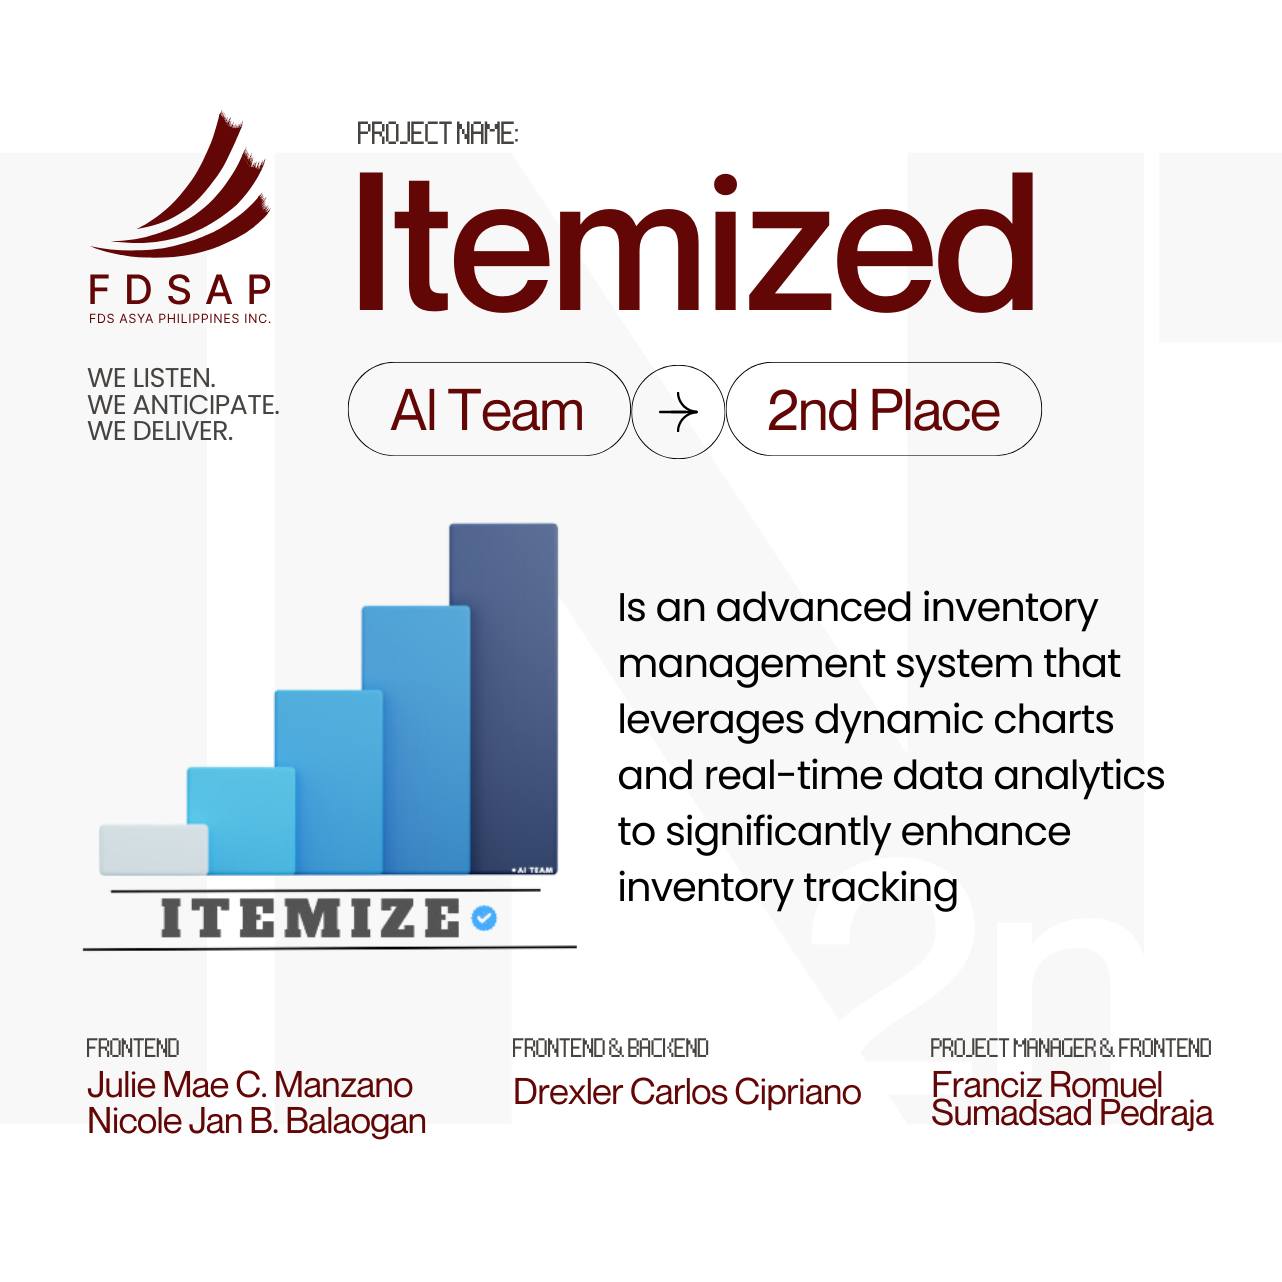 FDSAP
FDS ASYA PHILIPPINES INC.
WE LISTEN.
WE ANTICIPATE.
WE DELIVER.
PROJECT NAME:
Itemized
AI Team
2nd Place
AI TEAM
ITEMIZE
Is an advanced inventory
management system that
leverages dynamic charts
and real-time data analytics
to significantly enhance
inventory tracking
2n
FRONTEND
Julie Mae C. Manzano
Nicole Jan B. Balaogan
FRONTEND & BACKEND
Drexler Carlos Cipriano
PROJECT MANAGER & FRONTEND
Franciz Romuel
Sumadsad Pedraja